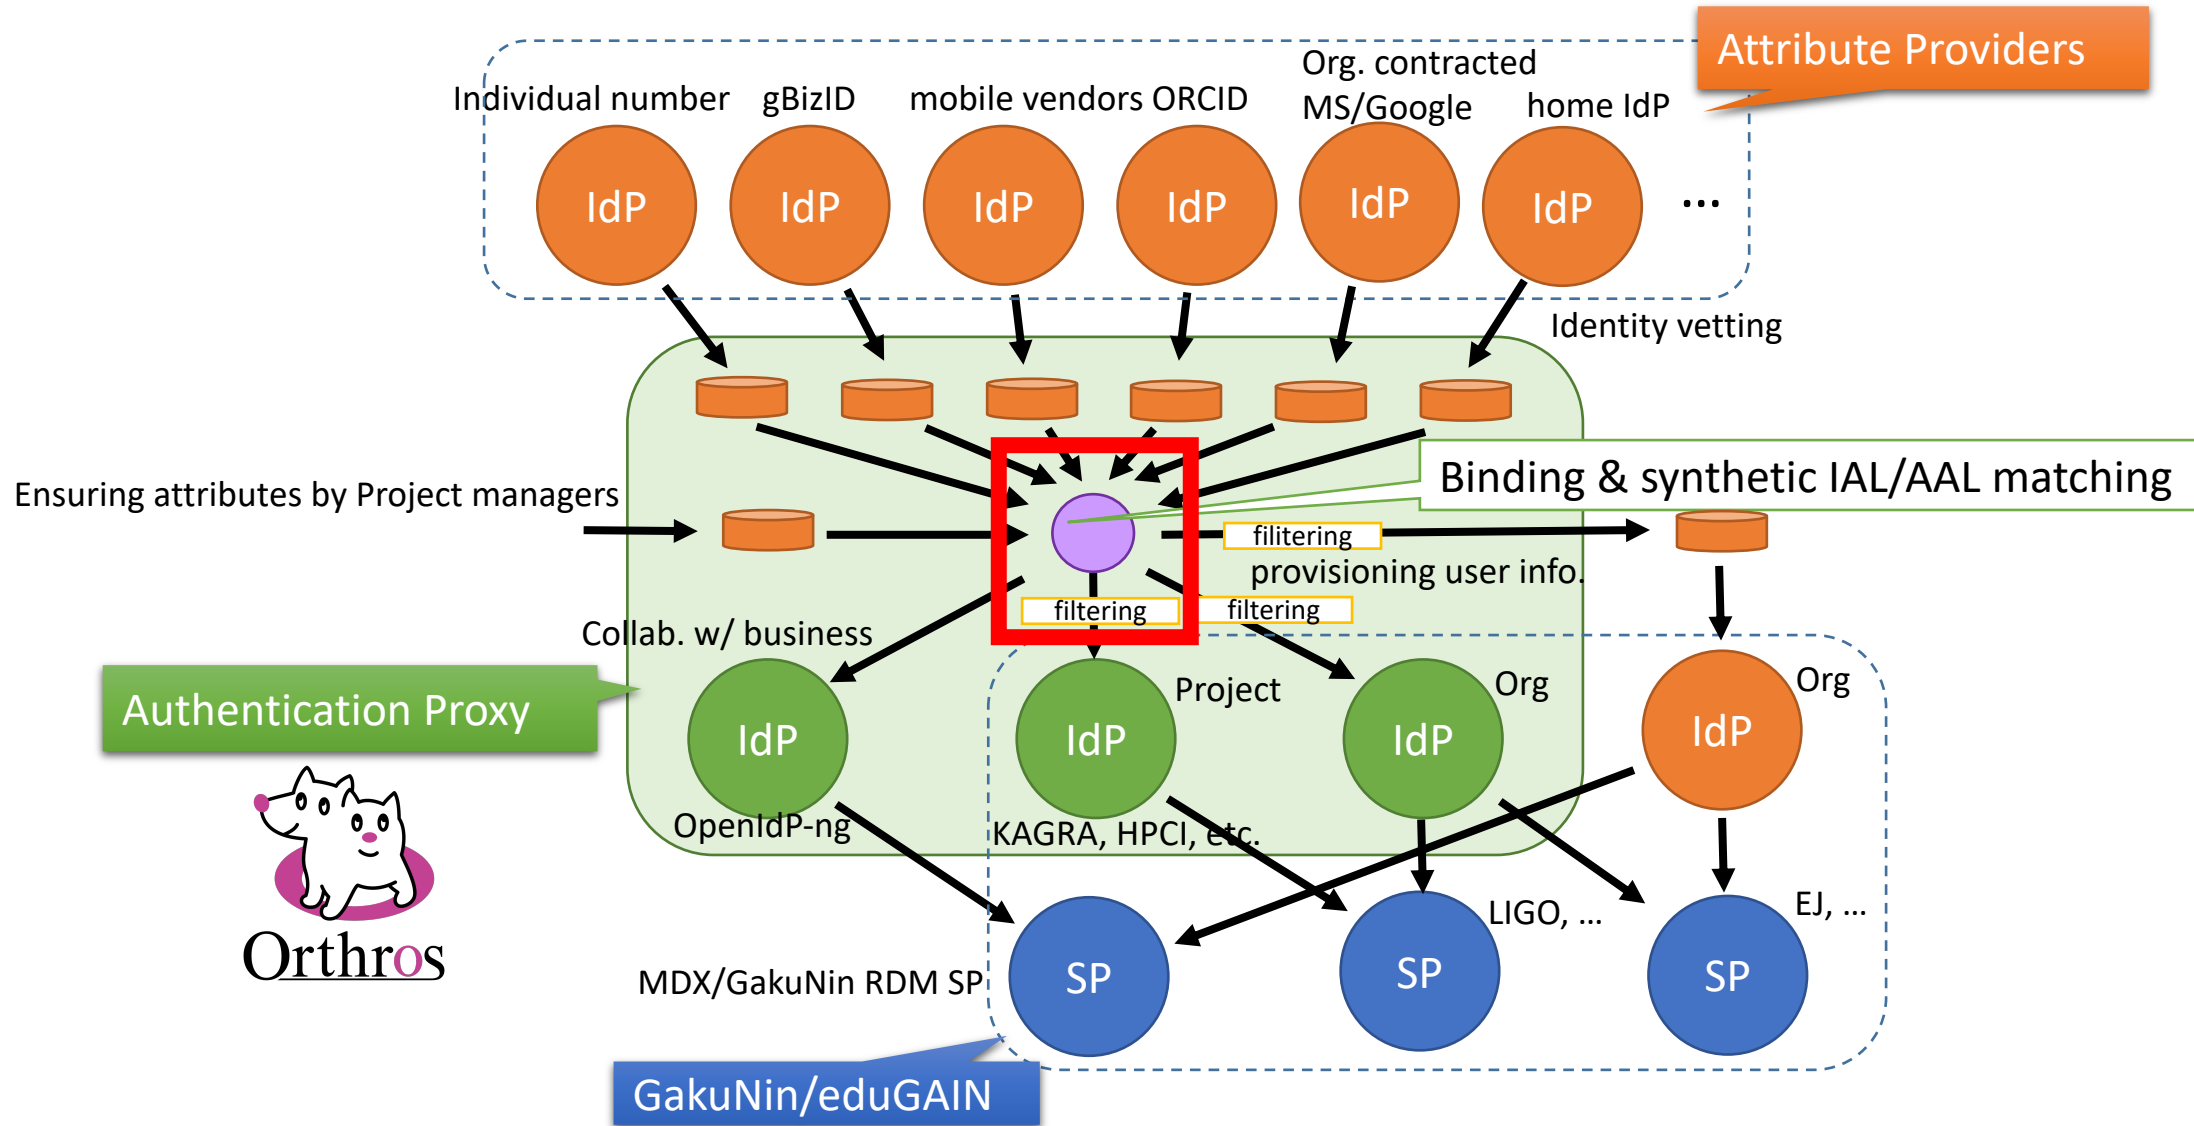 Attribute Providers
Org. contracted
MS/Google
Individual number
gBizID
mobile vendors
ORCID
home IdP
IdP
IdP
IdP
IdP
IdP
IdP
...
Identity vetting
Binding & synthetic IAL/AAL matching
Ensuring attributes by Project managers
filitering
provisioning user info.
filtering
filtering
Collab. w/ business
Authentication Proxy
Project
Org
Org
IdP
IdP
IdP
IdP
OpenIdP-ng
KAGRA, HPCI, etc.
LIGO, ...
EJ, ...
Orthros
MDX/GakuNin RDM SP
SP
SP
SP
GakuNin/eduGAIN